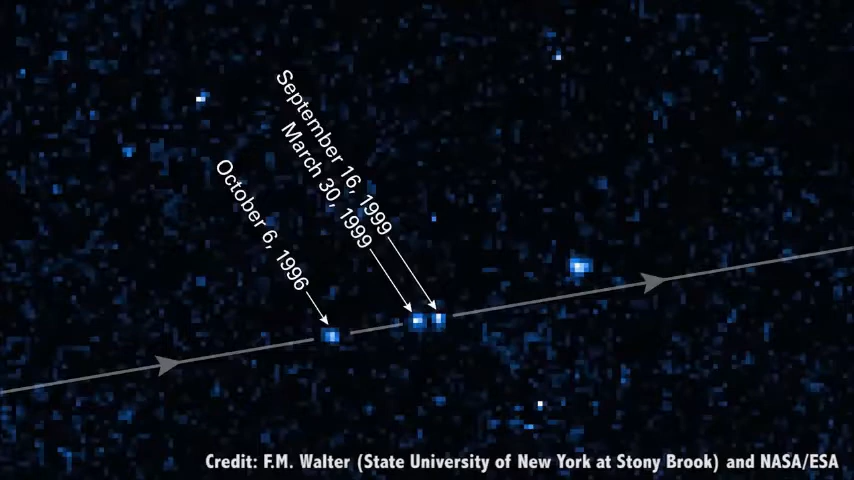 September 16, 1999
March 30, 1999
October 6, 1996
Credit: F.M. Walter (State University of New York at Stony Brook) and NASA/ESA